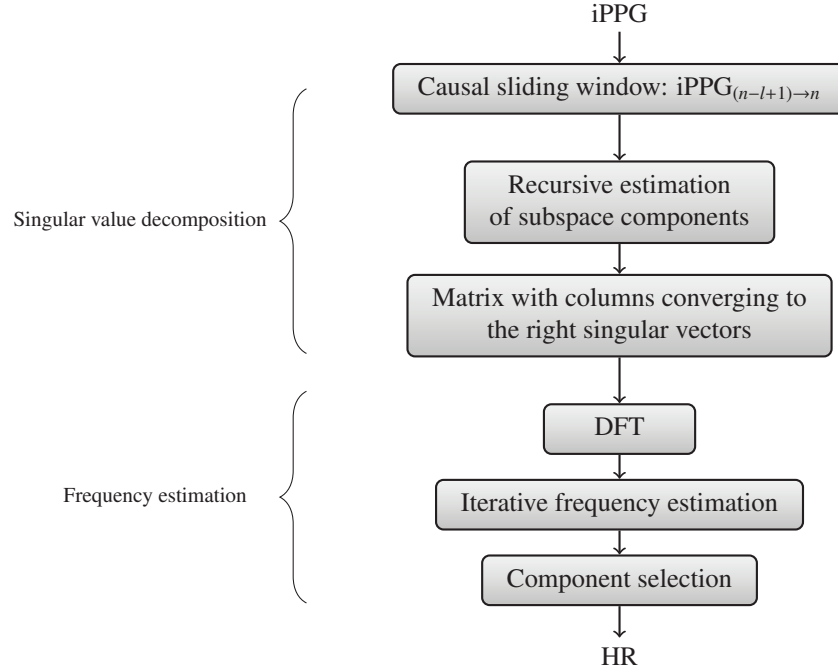 iPPG
Causal sliding window: iPPG(n−l+1)→n
Recursive estimation
of subspace components
Singular value decomposition
Matrix with columns converging to
the right singular vectors
DFT
Frequency estimation
Iterative frequency estimation
Component selection
HR